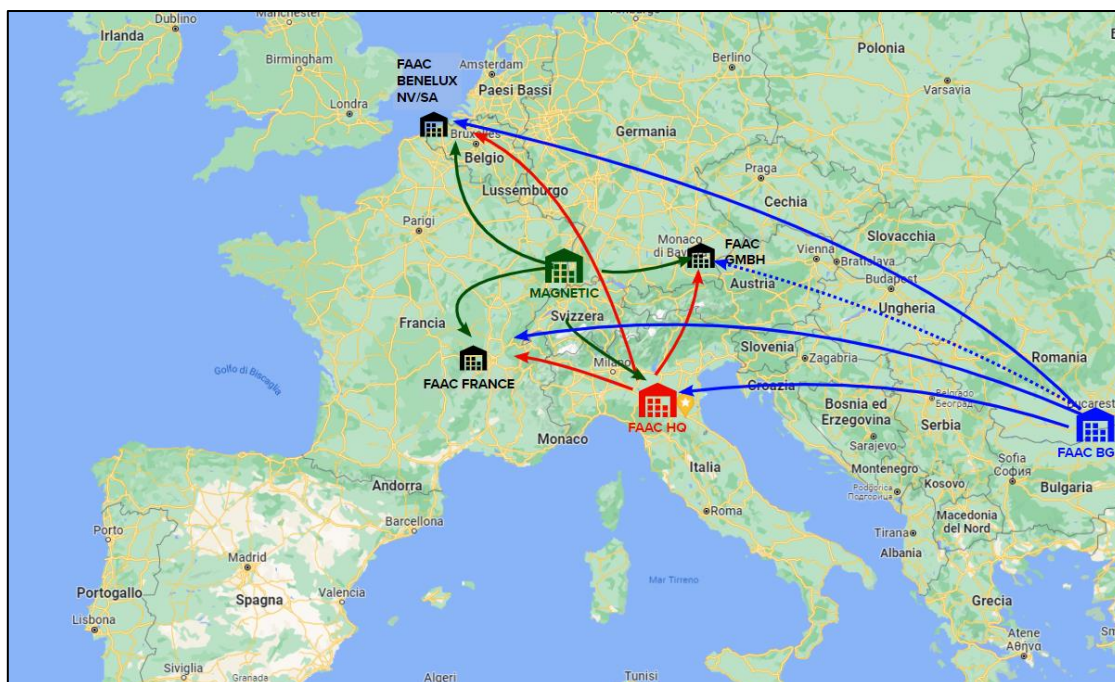 Dublino
Irlanda
Manchester
Birmingham
Londra
FAAC
BENELUX
NV/SA
Amsterdam
Paesi Bassi
Berlino
Polonia
Varsavia
Germania
Bruxelles
Belgio
Lussemburgo
Praga
Cechia
Parigi
Slovacchia
Monaco
di Bav
FAAC
GMBH
Vienna
Bratislava
Budapest
Austria
Ungheria
MAGNETIC
Svizzera
Francia
Slovenia
Zagabria
Romania
Milano
FAAC FRANCE
Croazia
Golfo di Biscaglia
Belgrado
Београд
Bucarest
Bosnia ed
Erzegovina
Serbia
FAAC HQ
FAAC BG
Monaco
Sarajevo
Sofia
София
Italia
Montenegro
Kosovo
Bulgaria
Andorra
Podgorica
Подгорица
Roma
Macedonia
del Nord
Barcellona
Porto
Tirana
Albania
Madrid
Mar Tirreno
Portogallo
Spagna
Valencia
Grecia
Lisbona
Atene
Αθήνα
Siviglia
Granada
Algeri
Tunisi